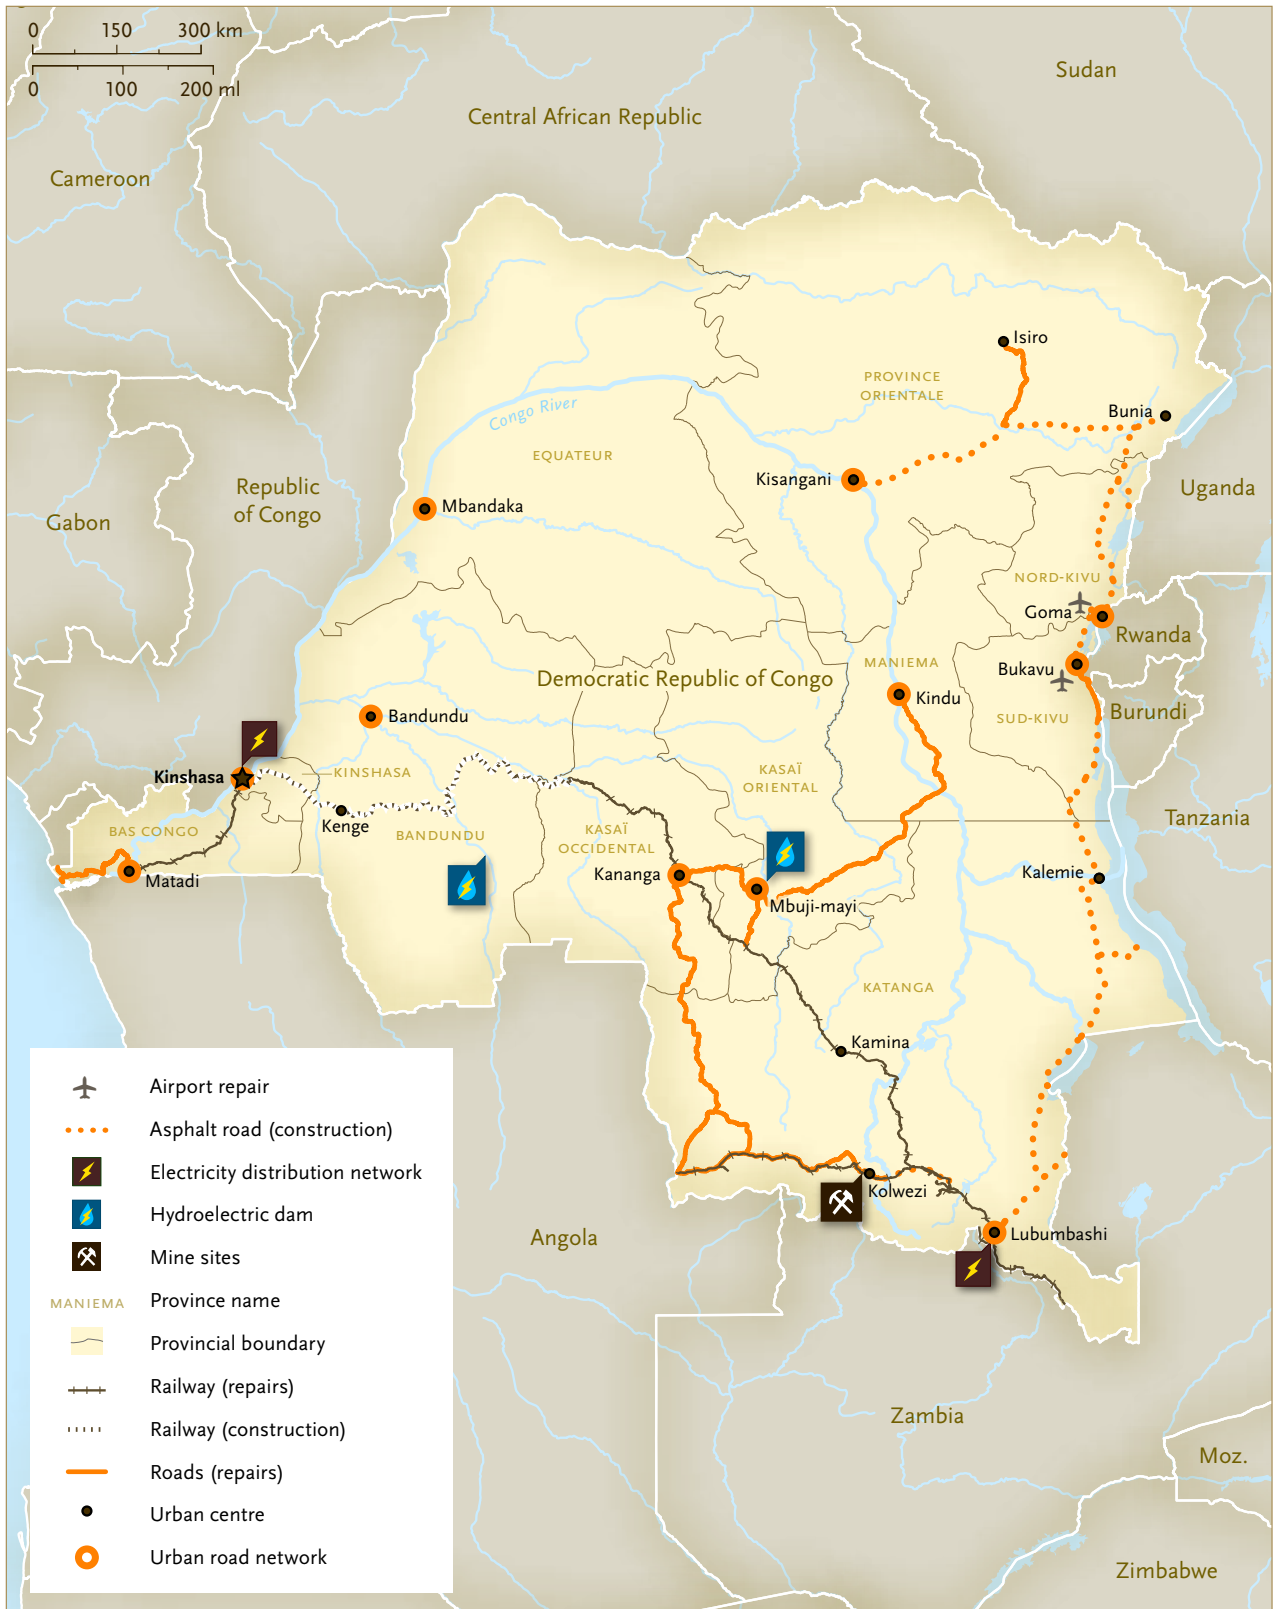 0 150 300 km
0 100 200 ml
Sudan
Central African Republic
Cameroon
Isiro
PROVINCE
ORIENTALE
Bunia
Congo River
EQUATEUR
Kisangani
Republic
of Congo
Uganda
Gabon
Mbandaka
NORD-KIVU
Goma
Rwanda
MANIEMA
Bukavu
Democratic Republic of Congo
Kindu
SUD-KIVU
Burundi
Bandundu
Kinshasa
KINSHASA
KASAÏ
ORIENTAL
Tanzania
Kenge
BAS CONGO
BANDUNDU
KASAÏ
OCCIDENTAL
Kananga
Kalemie
Matadi
Mbuji-mayi
KATANGA
Kamina
Kolwezi
Angola
Lubumbashi
Zambia
Moz.
Zimbabwe
Airport repair
Asphalt road (construction)
Electricity distribution network
Hydroelectric dam
Mine sites
MANIEMA Province name
Provincial boundary
Railway (repairs)
Railway (construction)
Roads (repairs)
Urban centre
Urban road network